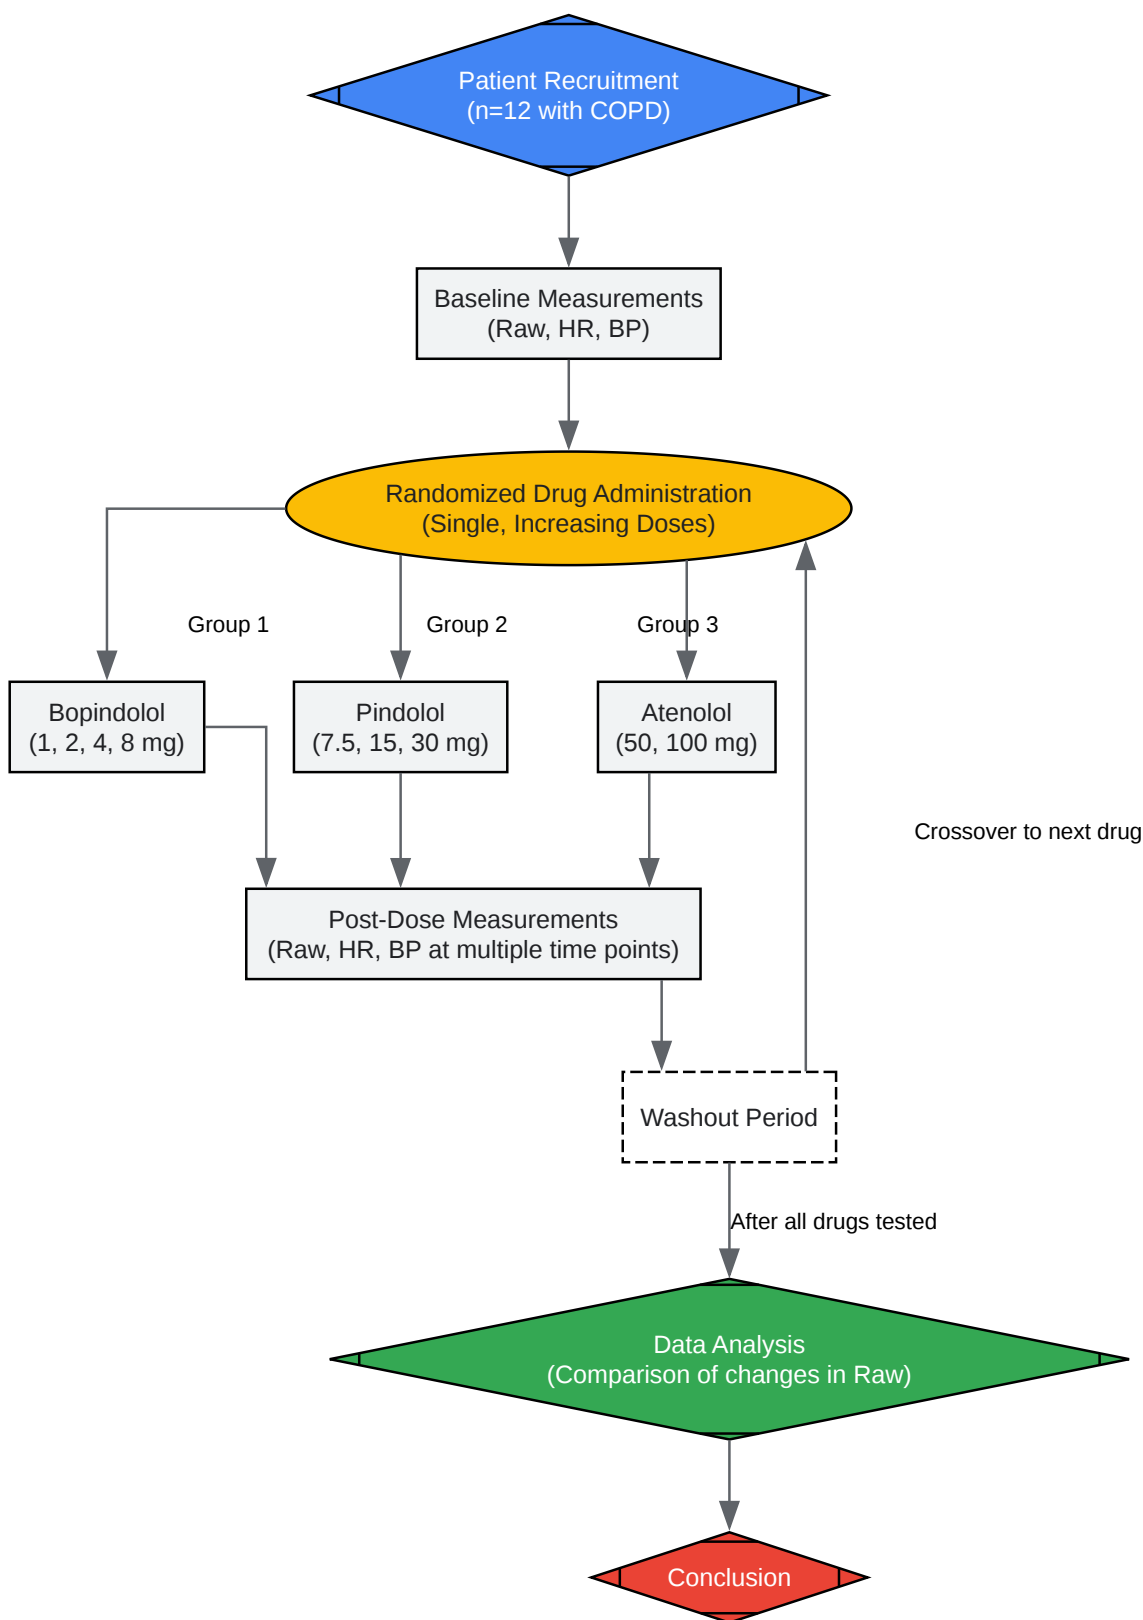 Patient Recruitment
(n=12 with COPD)
Baseline Measurements
(Raw, HR, BP)
Randomized Drug Administration
(Single, Increasing Doses)
Group 1
Group 2
Group 3
Bopindolol
(1, 2, 4, 8 mg)
Pindolol
(7.5, 15, 30 mg)
Atenolol
(50, 100 mg)
Crossover to next drug
Post-Dose Measurements
(Raw, HR, BP at multiple time points)
Washout Period
After all drugs tested
Data Analysis
(Comparison of changes in Raw)
Conclusion